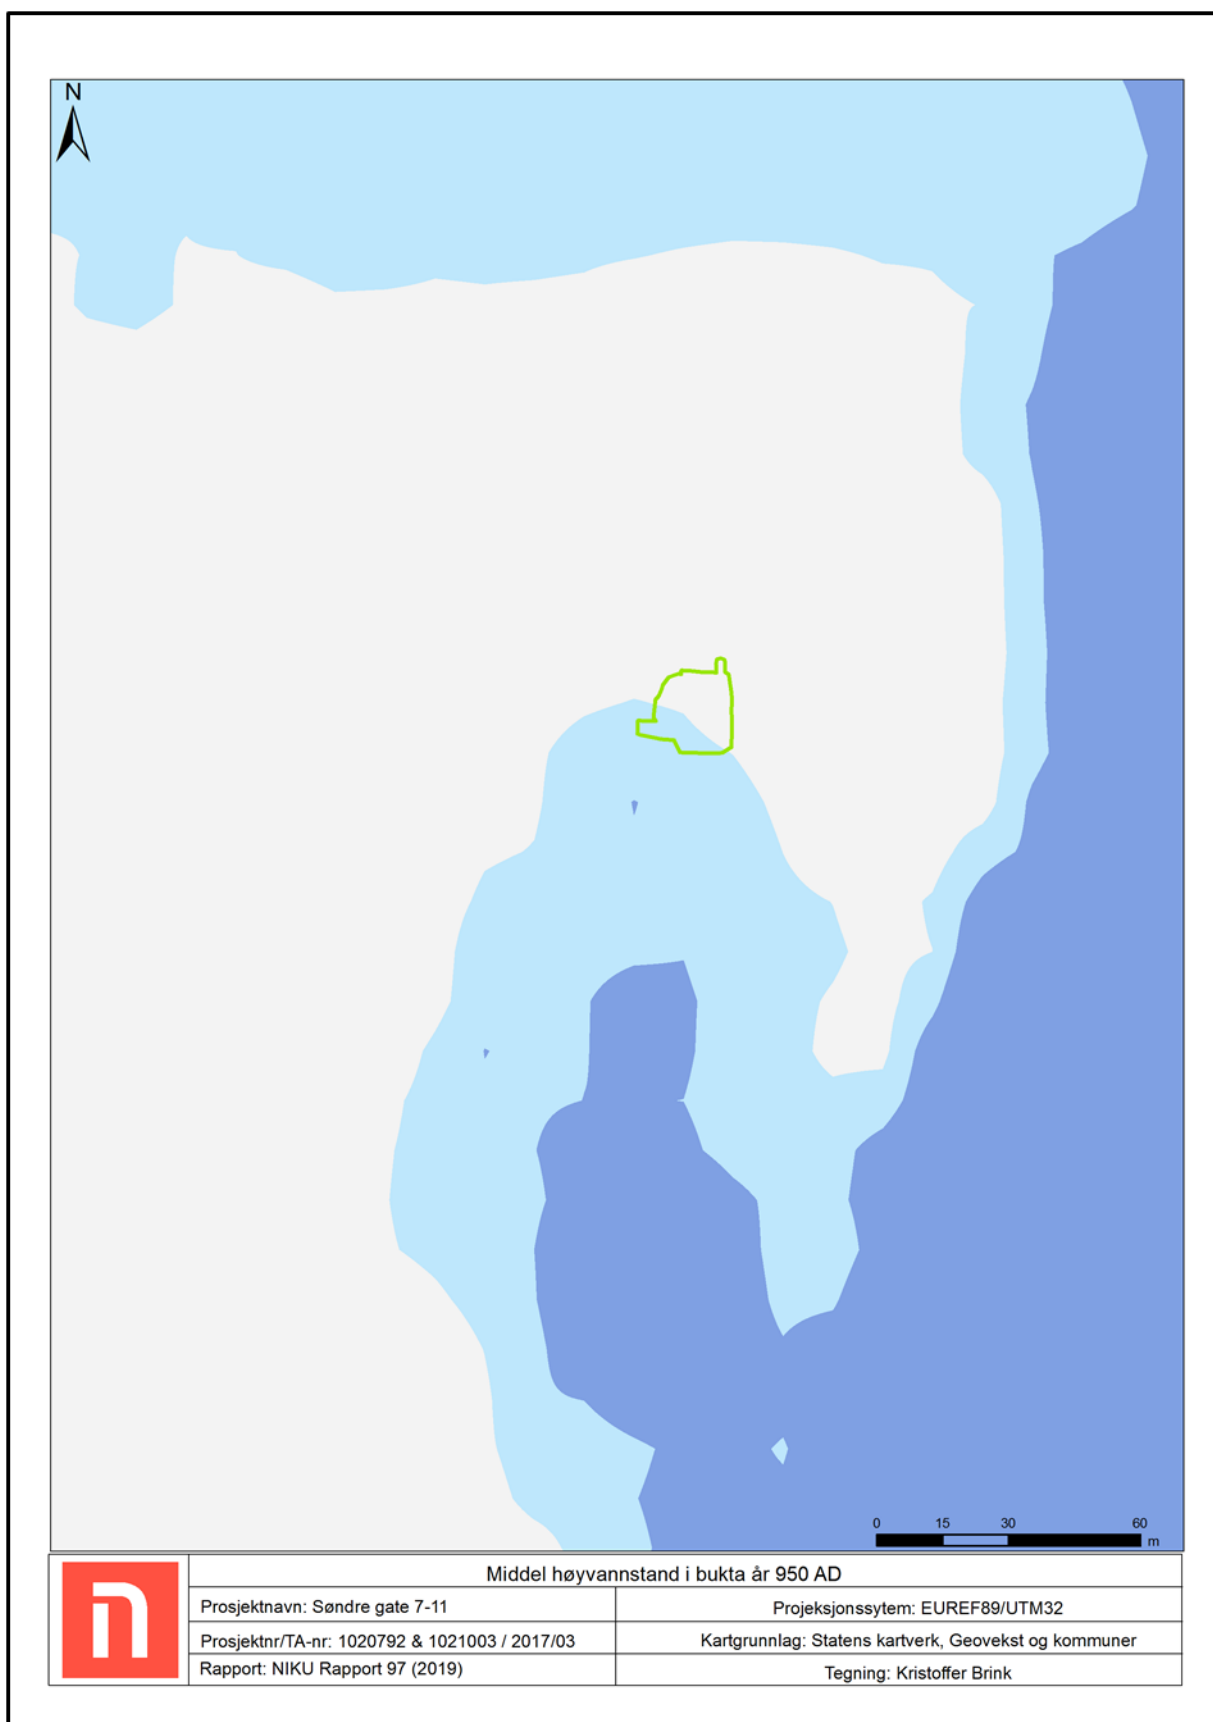 N
0 15 30 60
m
Middel høyvannstand i bukta år 950 AD
Prosjektnavn: Søndre gate 7-11
Projeksjonssytem: EUREF89/UTM32
Prosjektnr/TA-nr: 1020792 & 1021003 / 2017/03
Kartgrunnlag: Statens kartverk, Geovekst og kommuner
Rapport: NIKU Rapport 97 (2019)
Tegning: Kristoffer Brink